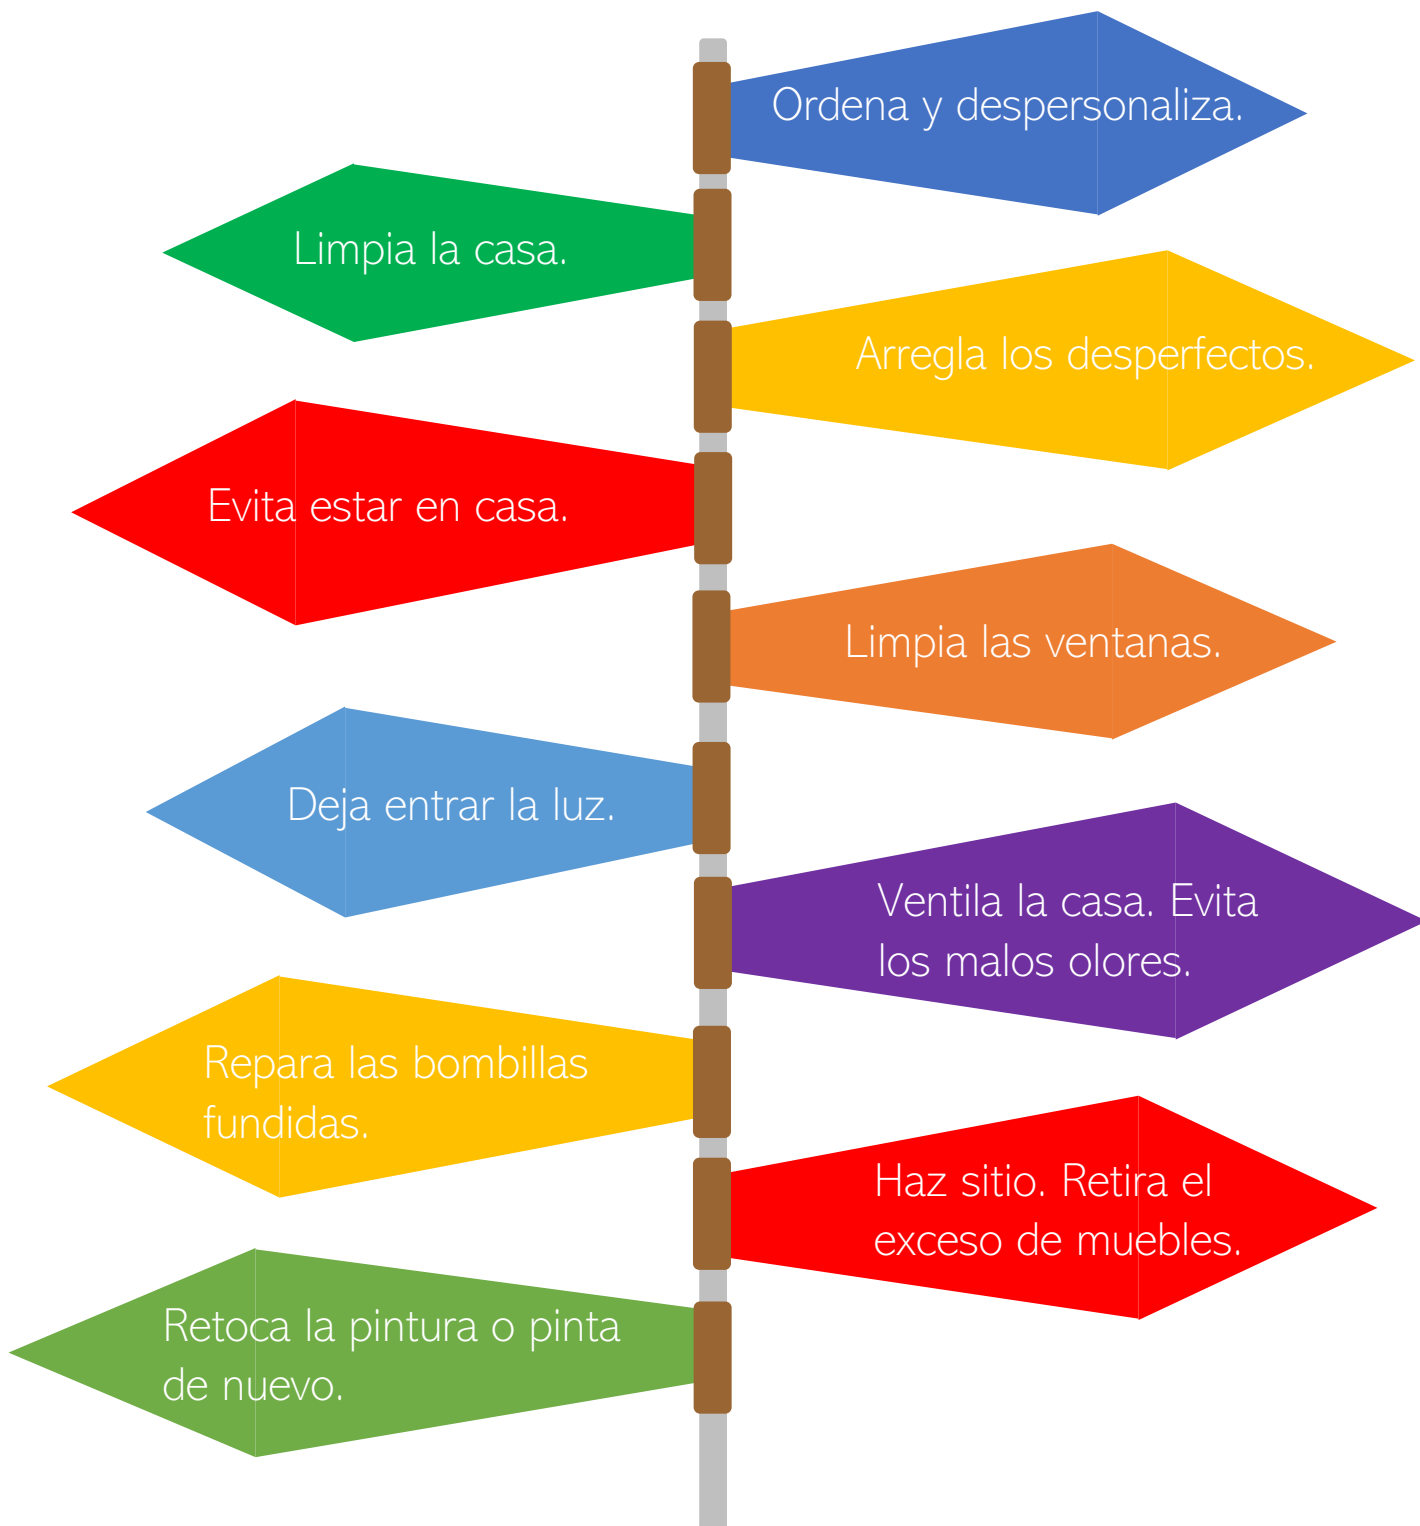 Ordena y despersonaliza.
Limpia la casa.
Arregla los desperfectos.
Evita estar en casa.
Limpia las ventanas.
Deja entrar la luz.
Ventila la casa. Evita
los malos olores.
Repara las bombillas
fundidas.
Haz sitio. Retira el
exceso de muebles.
Retoca la pintura o pinta
de nuevo.